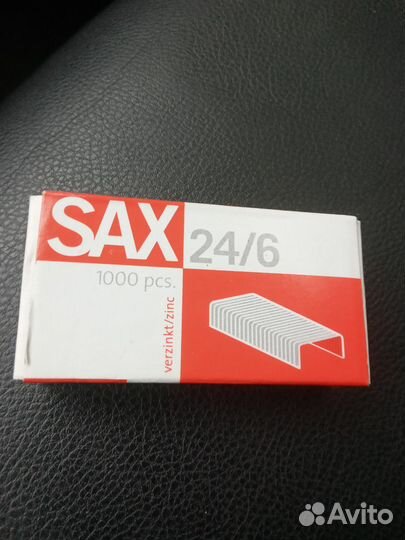 SAX 24/6
1000 pcs.
verzinkt/zinc
Avito